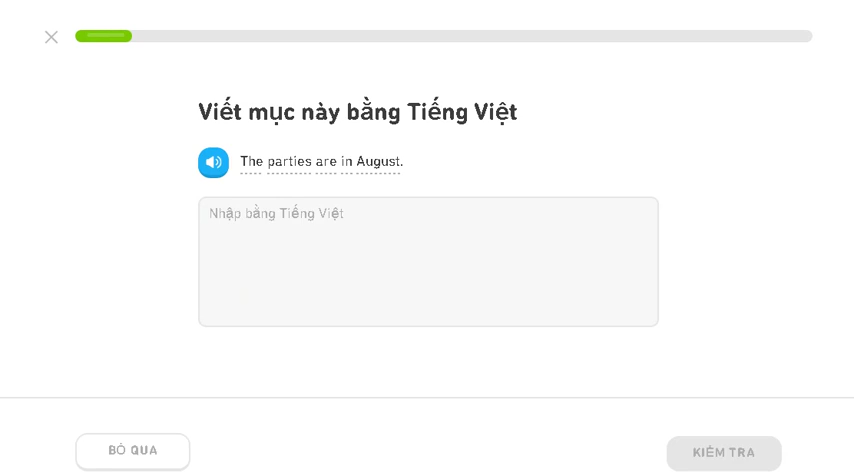 Viết mục này bằng Tiếng Việt
The parties are in August.
Nhập bằng Tiếng Việt
BỎ QUA
KIỂM TRA